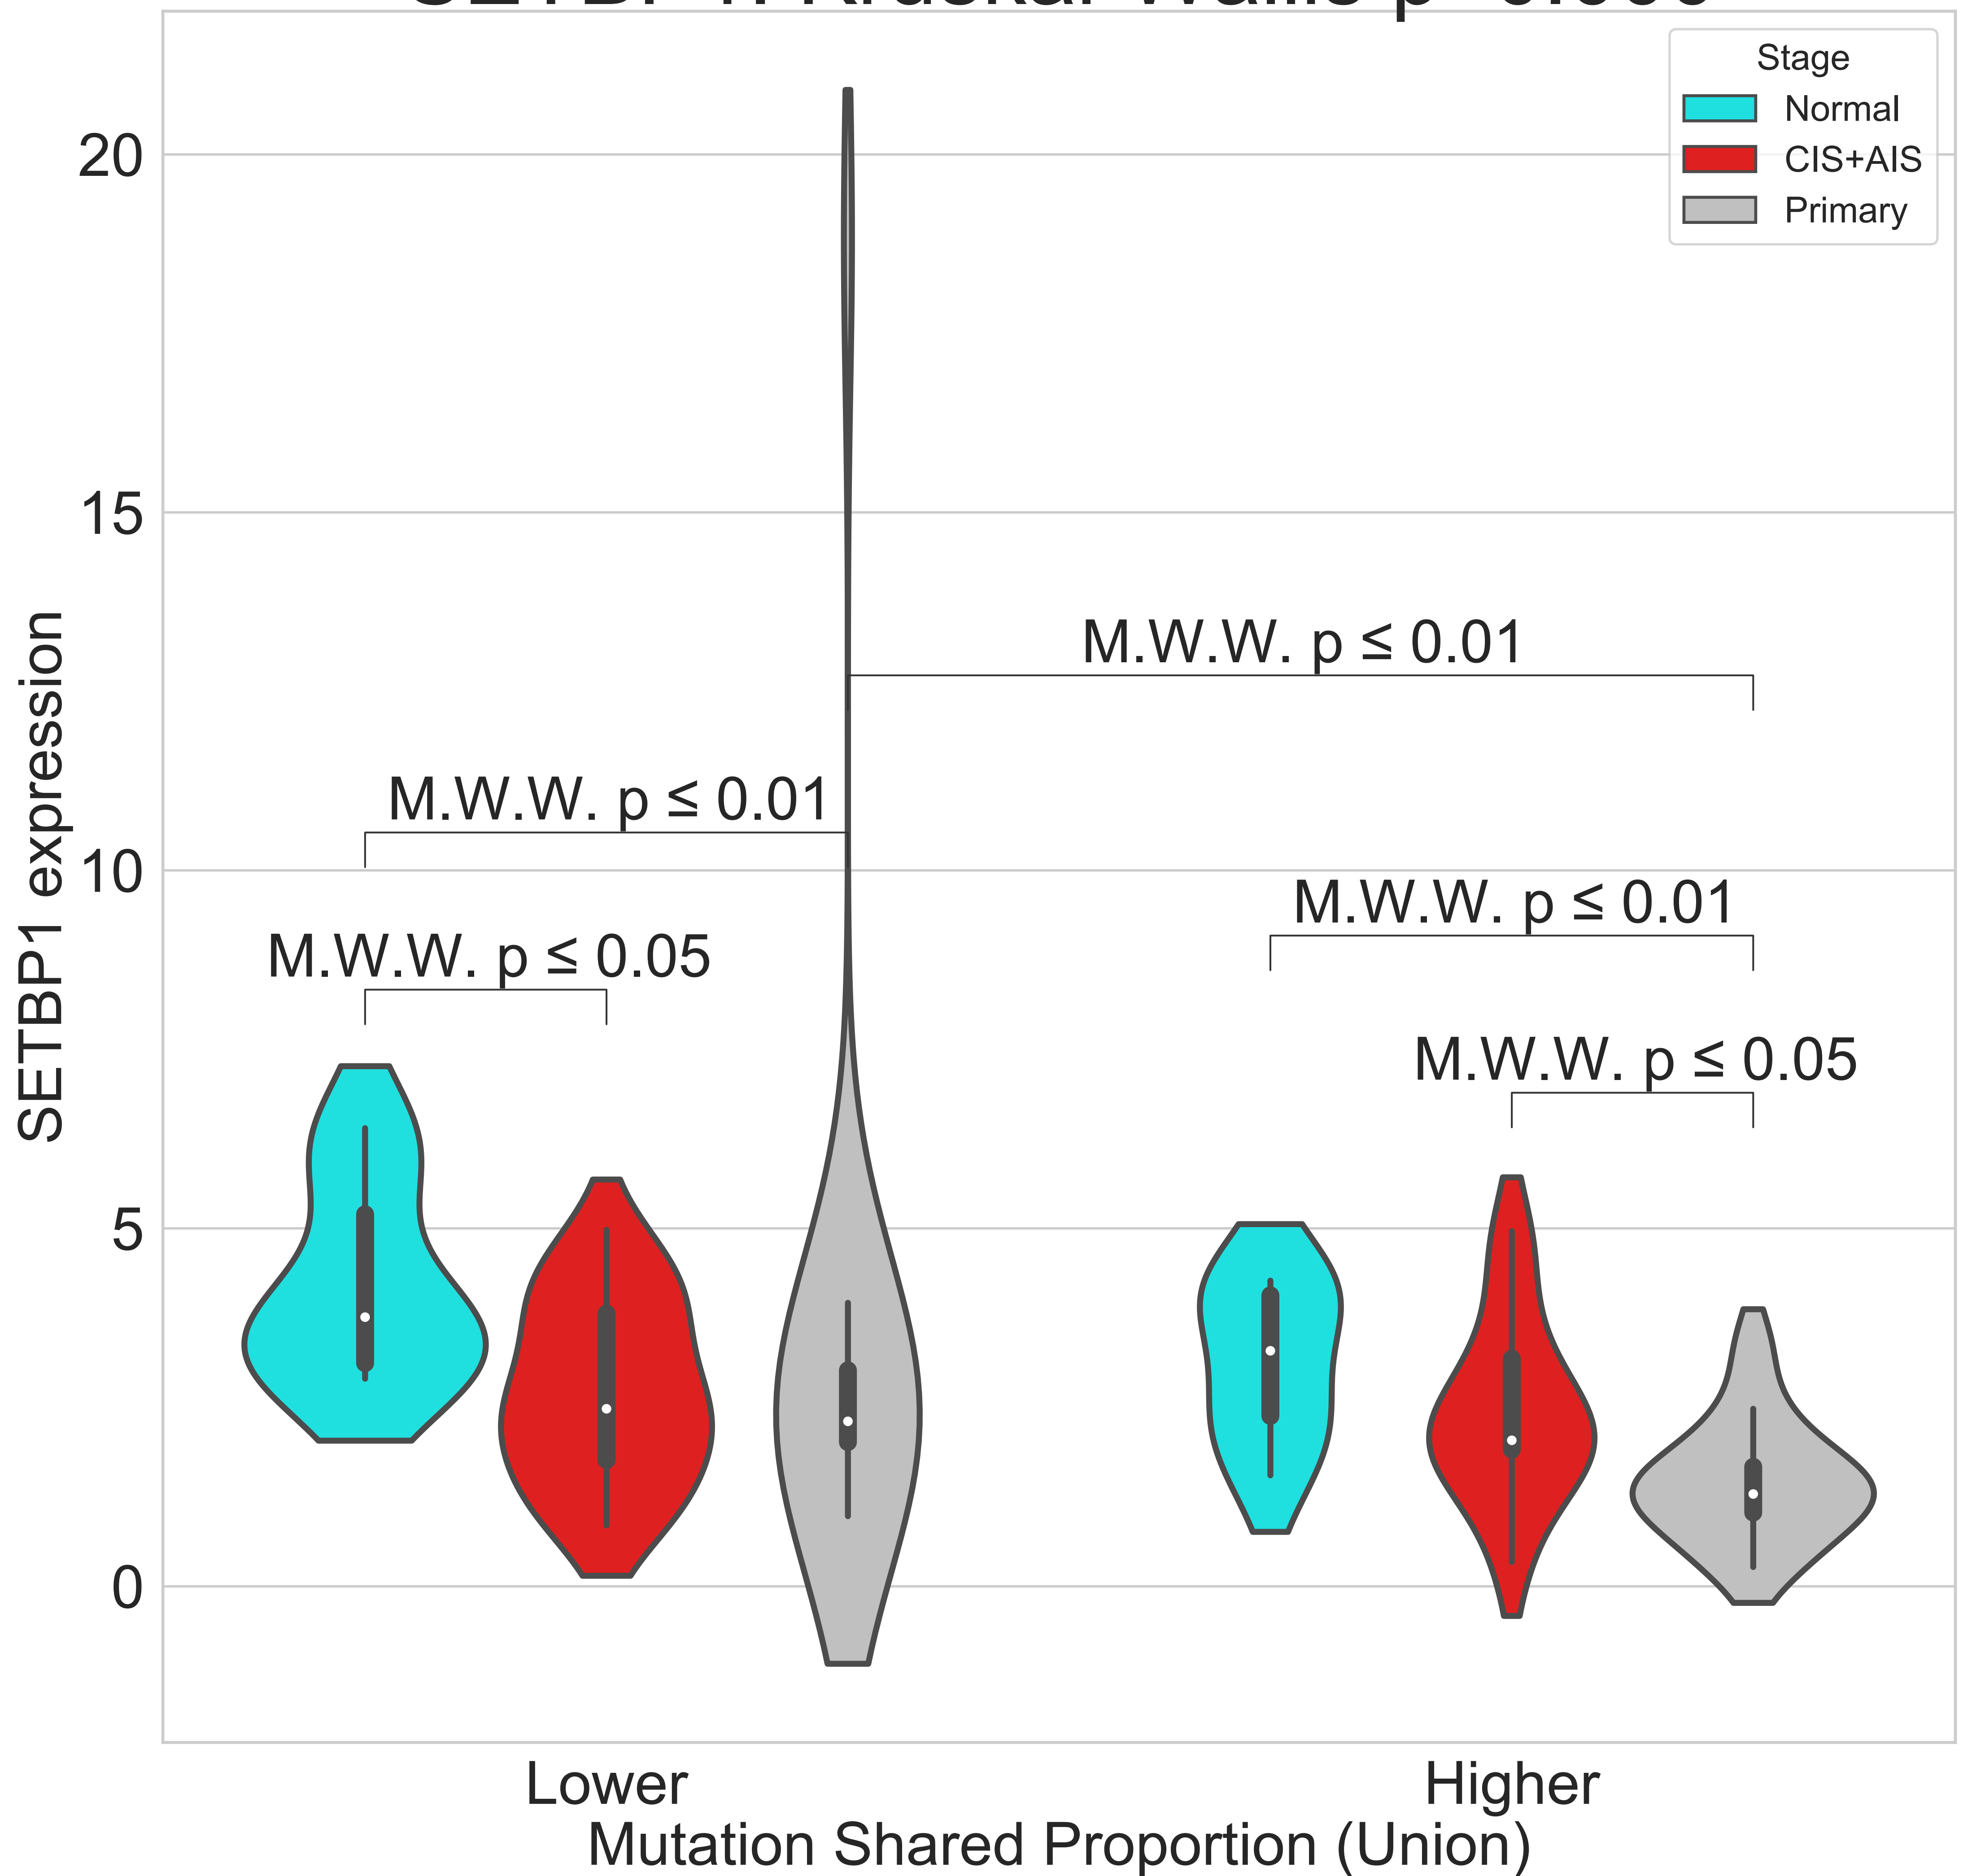 Stage
Normal
CIS+AIS
Primary
20
15
10
5
0
SETBP1 expression
M.W.W. p ≤ 0.01
M.W.W. p ≤ 0.01
M.W.W. p ≤ 0.01
M.W.W. p ≤ 0.05
M.W.W. p ≤ 0.05
Lower
Higher
Mutation Shared Proportion (Union)